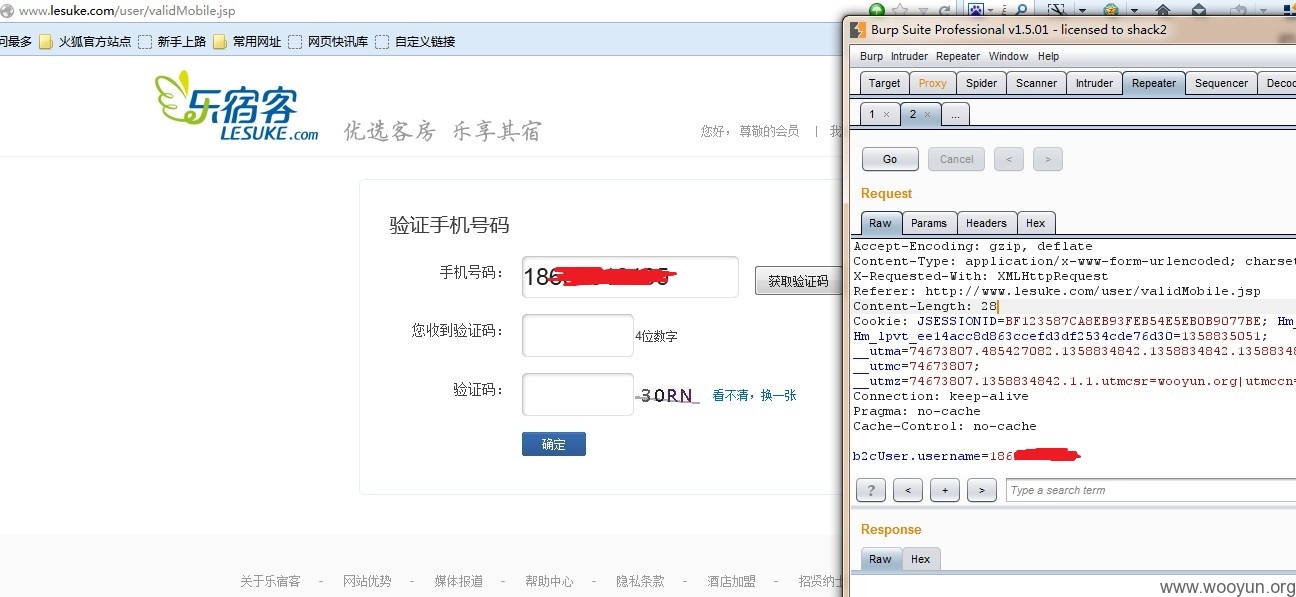 www.lesuke.com/user/validMobile.jsp
问最多 火狐官方站点 新手上路 常用网址 网页快讯库 自定义链接
乐宿客
LESUKE.com
优选客房 乐享其宿
您好，尊敬的会员 | 我
验证手机号码
手机号码：
186
获取验证码
您收到验证码：
4位数字
验证码：
30RN
看不清，换一张
确定
关于乐宿客 - 网站优势 - 媒体报道 - 帮助中心 - 隐私条款 - 酒店加盟 - 招贤纳士
Burp Suite Professional v1.5.01 - licensed to shack2
Burp Intruder Repeater Window Help
Target Proxy Spider Scanner Intruder Repeater Sequencer Decod
1 × 2 × ...
Go Cancel < >
Request
Raw Params Headers Hex
Accept-Encoding: gzip, deflate
Content-Type: application/x-www-form-urlencoded; charset
X-Requested-With: XMLHttpRequest
Referer: http://www.lesuke.com/user/validMobile.jsp
Content-Length: 28
Cookie: JSESSIONID=BF123587CA8EB93FEB54E5EB0B9077BE; Hm_
Hm_lpvt_ee14acc8d863ccefd3df2534cde76d30=1358835051;
__utma=74673807.485427082.1358834842.1358834842.1358834
__utmc=74673807;
__utmz=74673807.1358834842.1.1.utmcsr=wooyun.org|utmccn=
Connection: keep-alive
Pragma: no-cache
Cache-Control: no-cache
b2cUser.username=186
? < + > Type a search term
Response
Raw Hex
www.wooyun.org